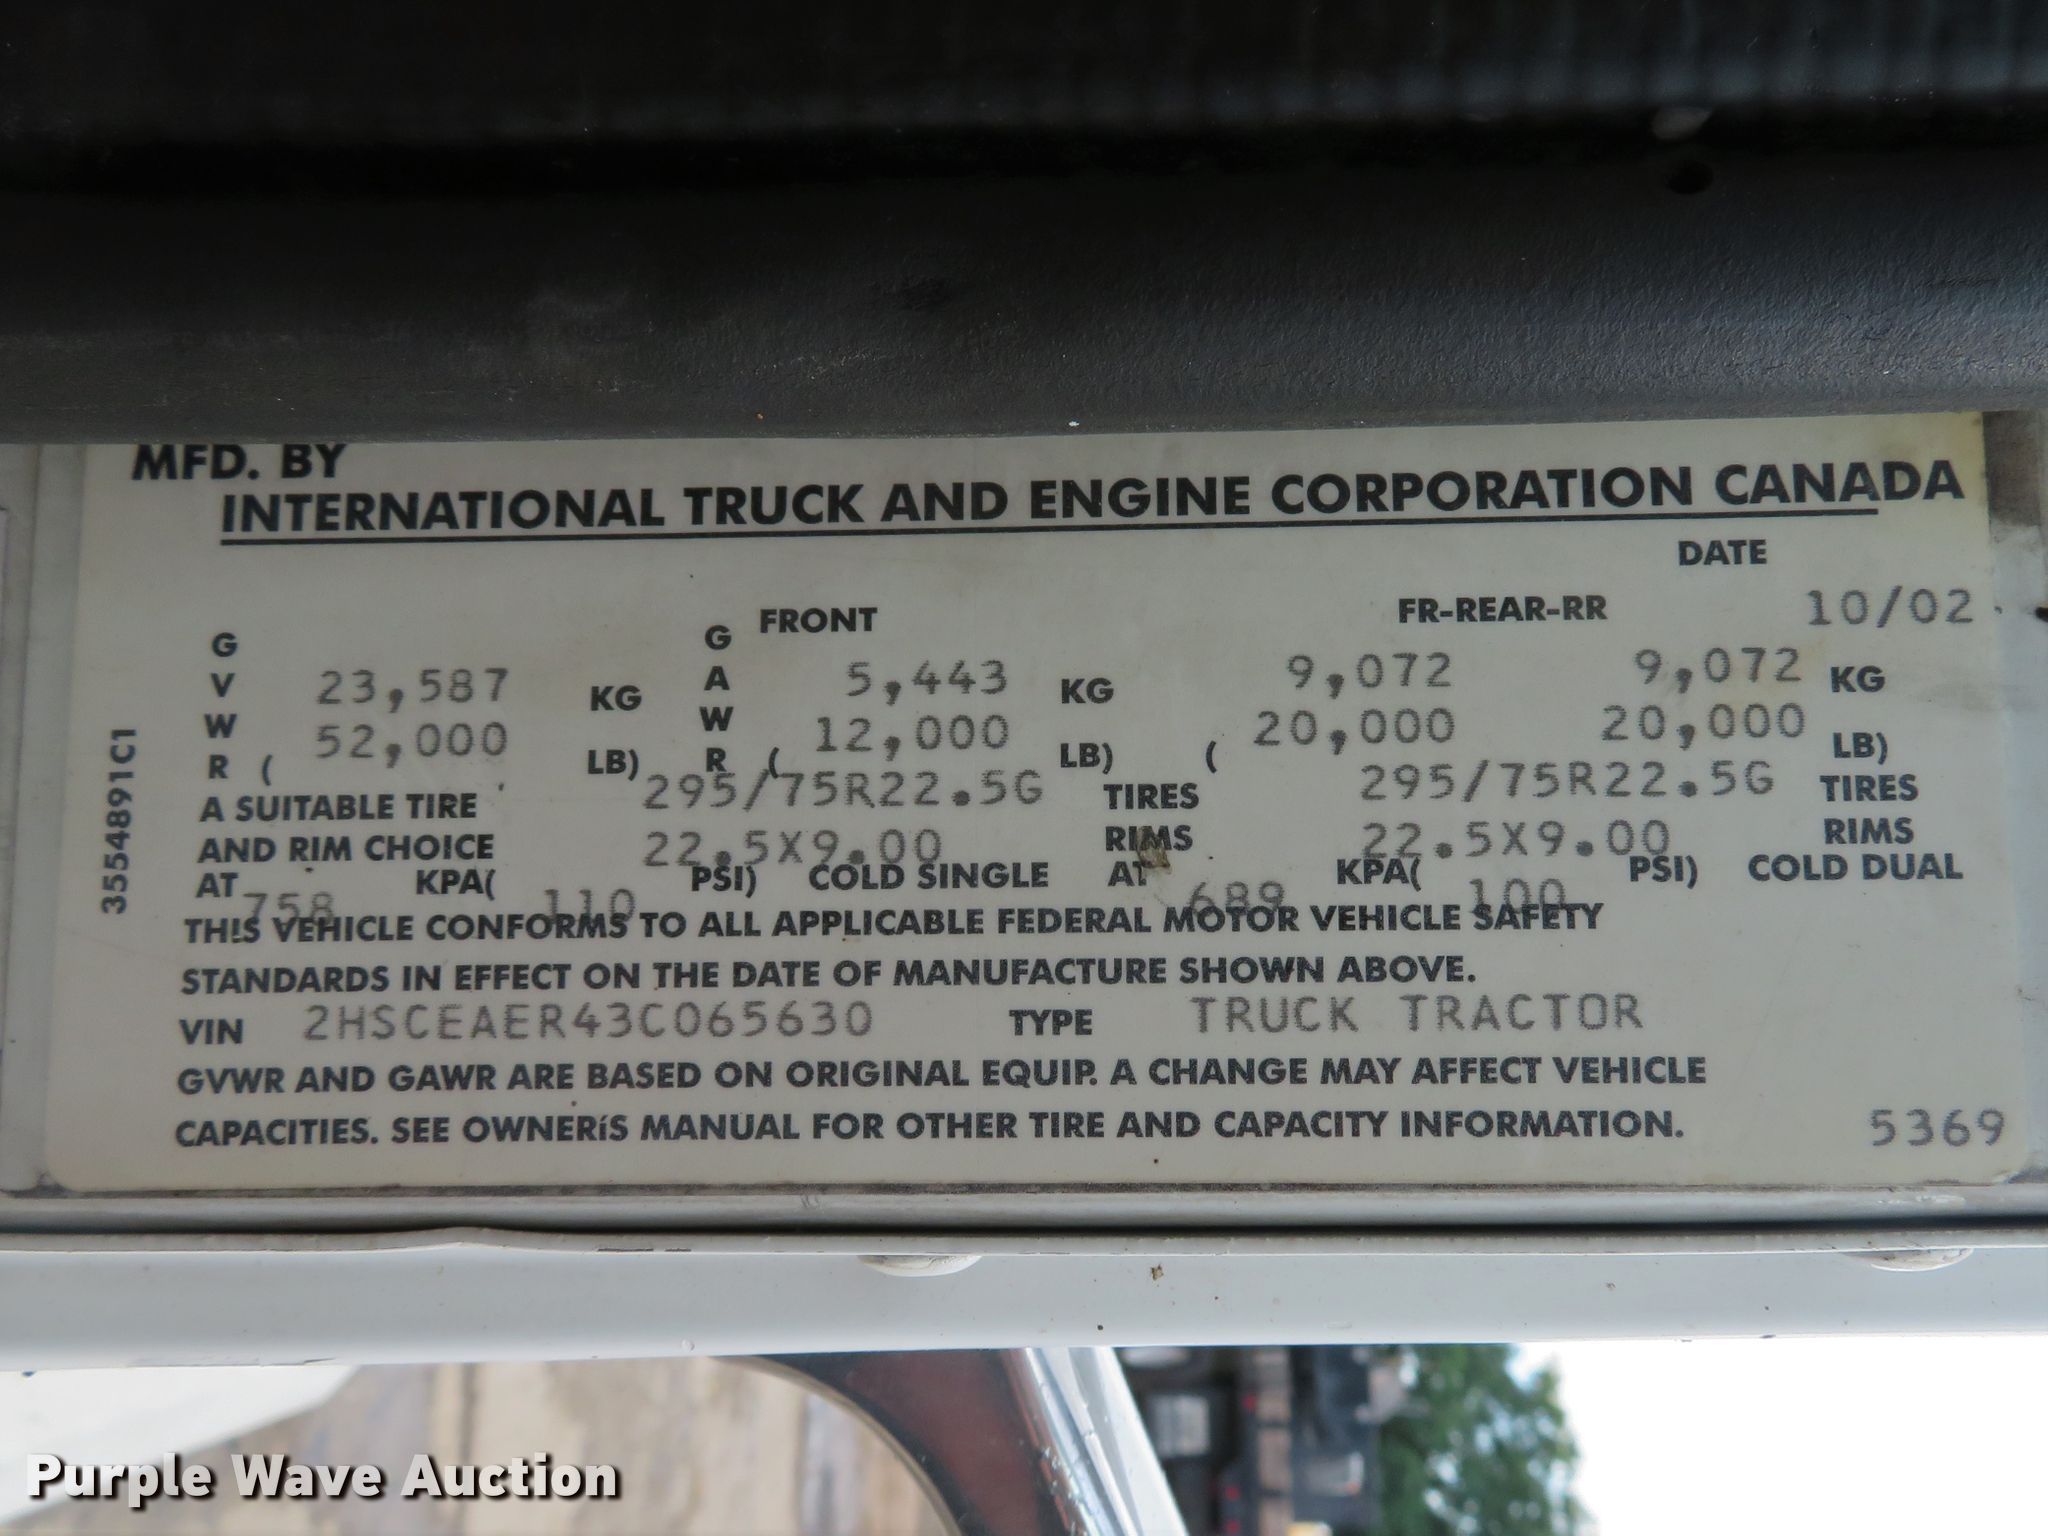 MFD. BY
INTERNATIONAL TRUCK AND ENGINE CORPORATION CANADA
DATE
G FRONT G FR-REAR-RR 10/02
V 23,587 KG A 5,443 KG 9,072 9,072 KG
W 52,000 W 12,000 20,000 20,000
R ( LB) R ( LB) ( LB)
A SUITABLE TIRE 295/75R22.5G TIRES 295/75R22.5G TIRES
AND RIM CHOICE 22.5X9.00 RIMS 22.5X9.00 RIMS
AT 758 KPA( 110 PSI) COLD SINGLE AT 689 KPA( 100 PSI) COLD DUAL
THIS VEHICLE CONFORMS TO ALL APPLICABLE FEDERAL MOTOR VEHICLE SAFETY
STANDARDS IN EFFECT ON THE DATE OF MANUFACTURE SHOWN ABOVE.
VIN 2HSCEAER43C065630 TYPE TRUCK TRACTOR
GVWR AND GAWR ARE BASED ON ORIGINAL EQUIP. A CHANGE MAY AFFECT VEHICLE
CAPACITIES. SEE OWNERíS MANUAL FOR OTHER TIRE AND CAPACITY INFORMATION. 5369
3554891C1
Purple Wave Auction